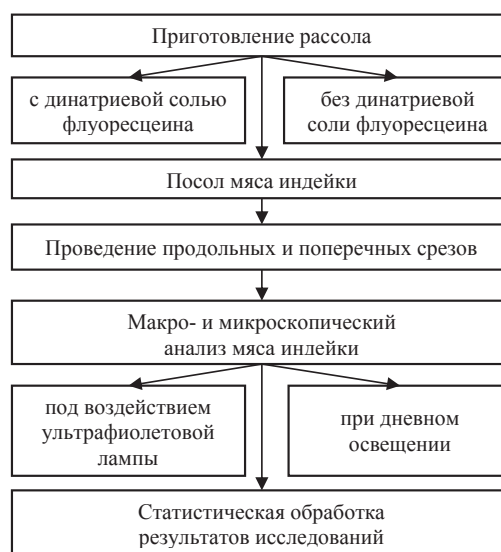 Приготовление рассола
с динатриевой солью
флуоресцеина
без динатриевой
соли флуоресцеина
Посол мяса индейки
Проведение продольных и поперечных срезов
Макро- и микроскопический
анализ мяса индейки
под воздействием
ультрафиолетовой
лампы
при дневном
освещении
Статистическая обработка
результатов исследований